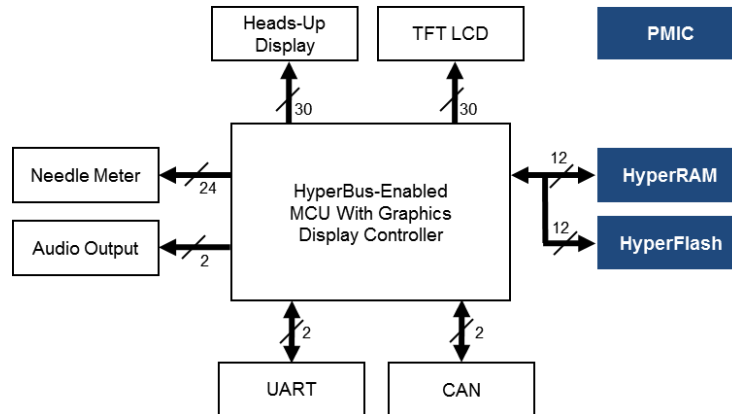 Heads-Up
Display
TFT LCD
PMIC
30
30
Needle Meter
24
HyperBus-Enabled
MCU With Graphics
Display Controller
12
HyperRAM
Audio Output
2
12
HyperFlash
2
2
UART
CAN